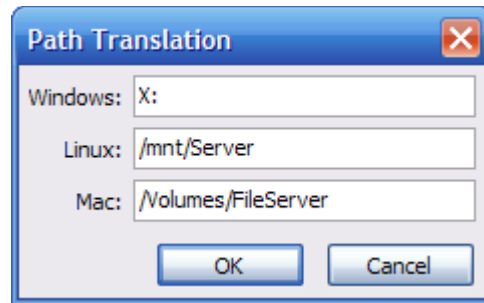 Path Translation
Windows: X:
Linux: /mnt/Server
Mac: /Volumes/FileServer
OK Cancel